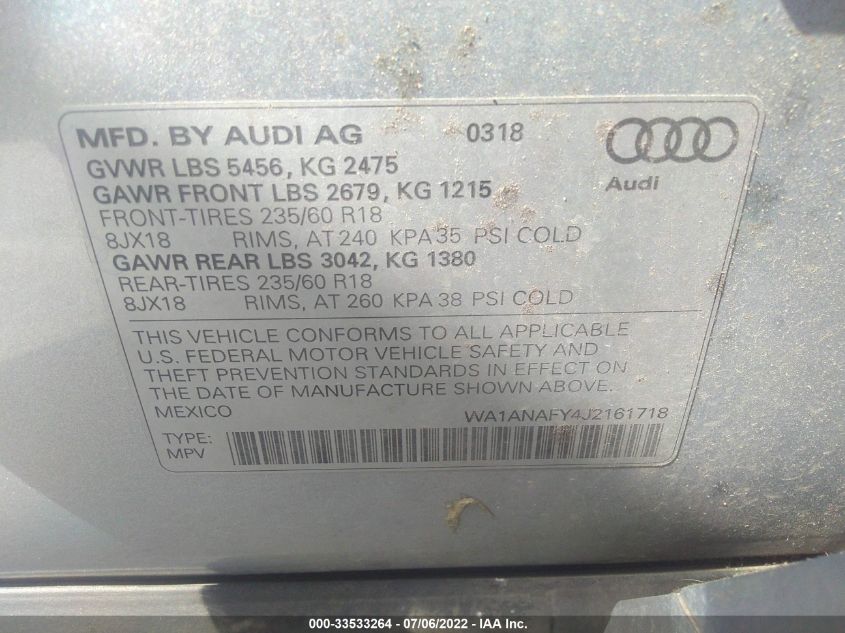 MFD. BY AUDI AG 0318
Audi
GVWR LBS 5456, KG 2475
GAWR FRONT LBS 2679, KG 1215
FRONT-TIRES 235/60 R18
8JX18 RIMS, AT 240 KPA 35 PSI COLD
GAWR REAR LBS 3042, KG 1380
REAR-TIRES 235/60 R18
8JX18 RIMS, AT 260 KPA 38 PSI COLD
THIS VEHICLE CONFORMS TO ALL APPLICABLE
U.S. FEDERAL MOTOR VEHICLE SAFETY AND
THEFT PREVENTION STANDARDS IN EFFECT ON
THE DATE OF MANUFACTURE SHOWN ABOVE.
MEXICO WA1ANAFY4J2161718
TYPE:
MPV
000-33533264 - 07/06/2022 - IAA Inc.